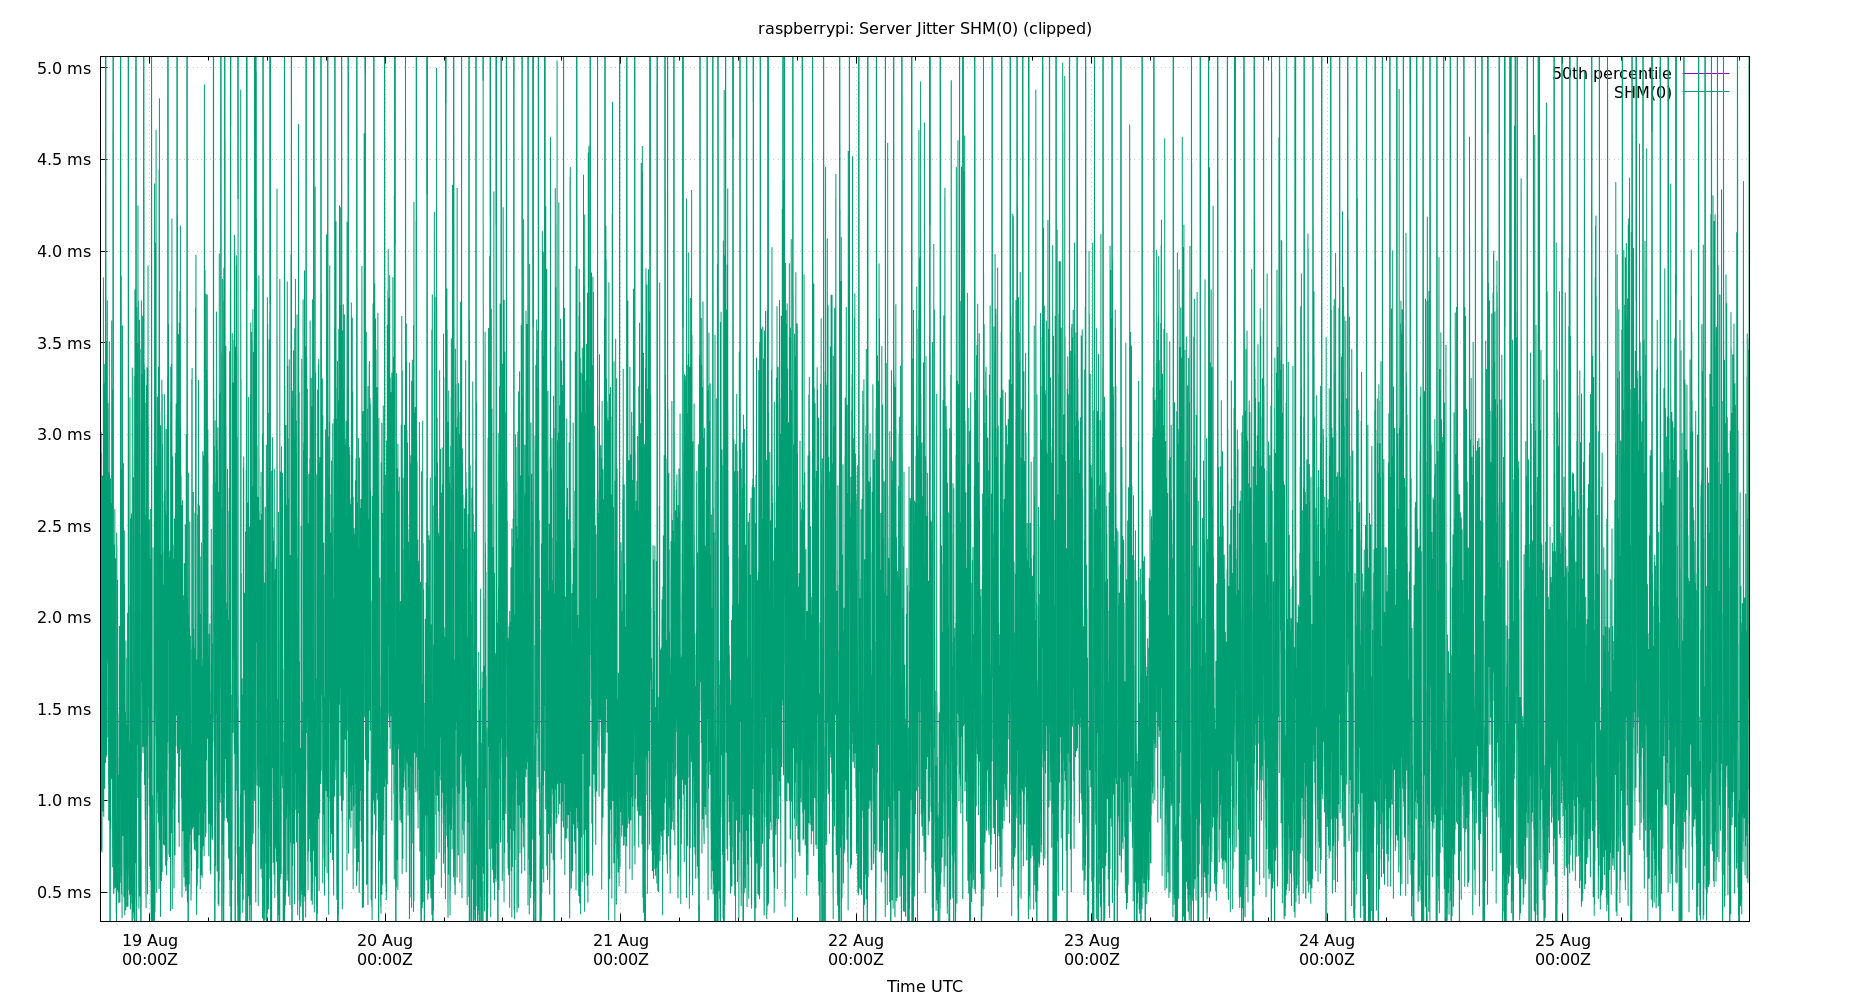 raspberrypi: Server Jitter SHM(0) (clipped)
5.0 ms
50th percentile
SHM(0)
4.5 ms
4.0 ms
3.5 ms
3.0 ms
2.5 ms
2.0 ms
1.5 ms
1.0 ms
0.5 ms
19 Aug 20 Aug 21 Aug 22 Aug 23 Aug 24 Aug 25 Aug
00:00Z 00:00Z 00:00Z 00:00Z 00:00Z 00:00Z 00:00Z
Time UTC